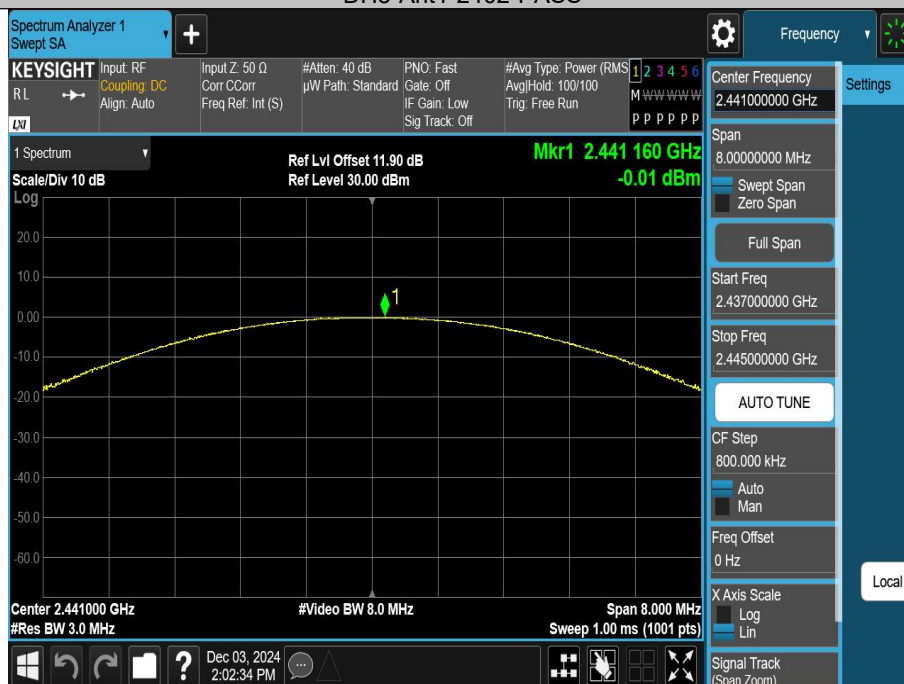 Spectrum Analyzer 1
Swept SA
+
Frequency
KEYSIGHT
RL
LXI
Input: RF
Coupling: DC
Align: Auto
Input Z: 50 Ω
Corr CCorr
Freq Ref: Int (S)
#Atten: 40 dB
µW Path: Standard
PNO: Fast
Gate: Off
IF Gain: Low
Sig Track: Off
#Avg Type: Power (RMS
Avg|Hold: 100/100
Trig: Free Run
1 2 3 4 5 6
M W W W W W
P P P P P P
1 Spectrum
Scale/Div 10 dB
Ref Lvl Offset 11.90 dB
Ref Level 30.00 dBm
Mkr1 2.441 160 GHz
-0.01 dBm
Log
20.0
10.0
0.00
-10.0
-20.0
-30.0
-40.0
-50.0
-60.0
1
Center 2.441000 GHz
#Res BW 3.0 MHz
#Video BW 8.0 MHz
Span 8.000 MHz
Sweep 1.00 ms (1001 pts)
Dec 03, 2024
2:02:34 PM
?
Center Frequency
2.441000000 GHz
Settings
Span
8.00000000 MHz
Swept Span
Zero Span
Full Span
Start Freq
2.437000000 GHz
Stop Freq
2.445000000 GHz
AUTO TUNE
CF Step
800.000 kHz
Auto
Man
Freq Offset
0 Hz
Local
X Axis Scale
Log
Lin
Signal Track
(Span Zoom)